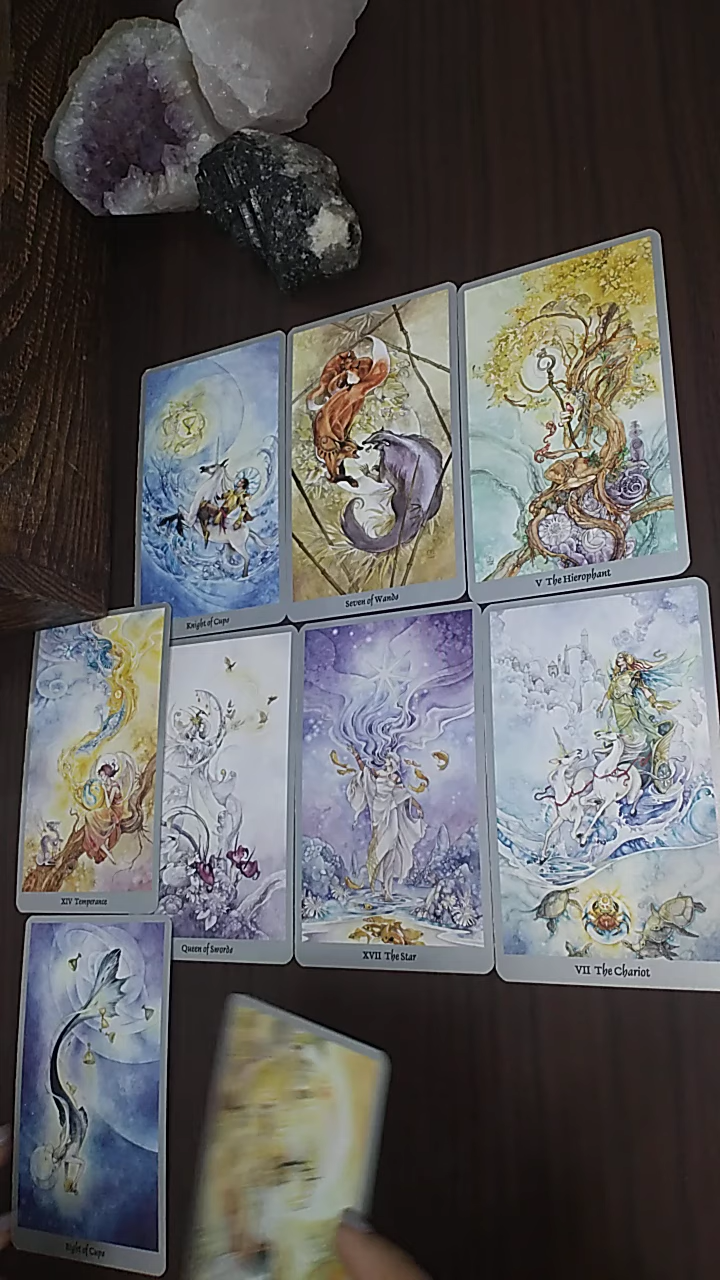 Knight of Cups
Seven of Wands
V The Hierophant
XIV Temperance
Queen of Swords
XVII The Star
VII The Chariot
Eight of Cups